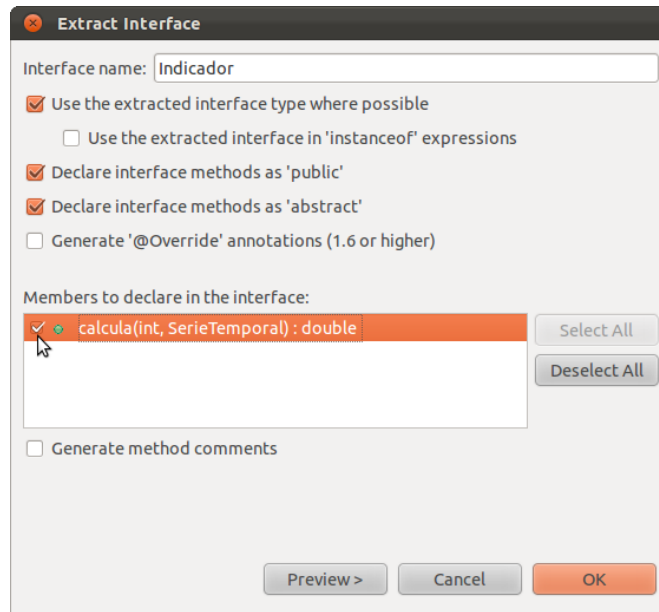 Extract Interface
Interface name: Indicador
Use the extracted interface type where possible
Use the extracted interface in 'instanceof' expressions
Declare interface methods as 'public'
Declare interface methods as 'abstract'
Generate '@Override' annotations (1.6 or higher)
Members to declare in the interface:
calcula(int, SerieTemporal) : double
Select All
Deselect All
Generate method comments
Preview > Cancel OK